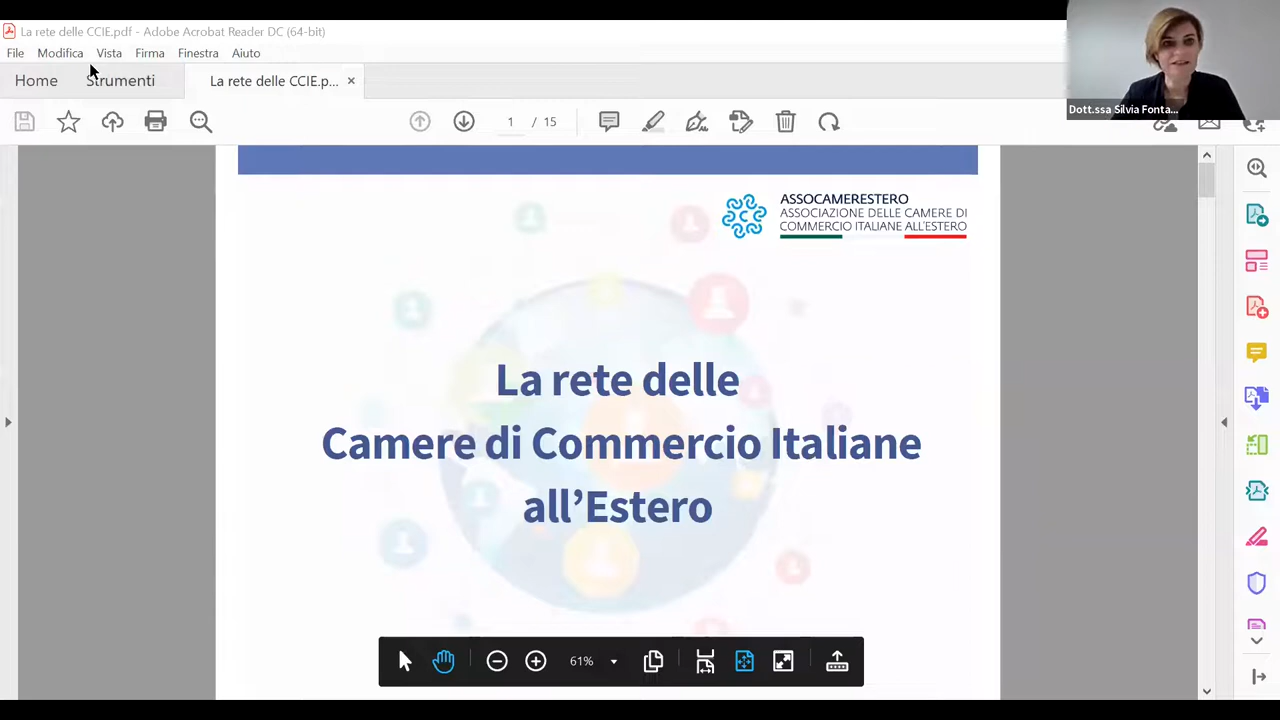 La rete delle CCIE.pdf - Adobe Acrobat Reader DC (64-bit)
File Modifica Vista Firma Finestra Aiuto
Home Strumenti La rete delle CCIE.p... ×
1 / 15
Dott.ssa Silvia Fonta...
ASSOCAMERESTERO
ASSOCIAZIONE DELLE CAMERE DI
COMMERCIO ITALIANE ALL'ESTERO
La rete delle
Camere di Commercio Italiane
all’Estero
61%